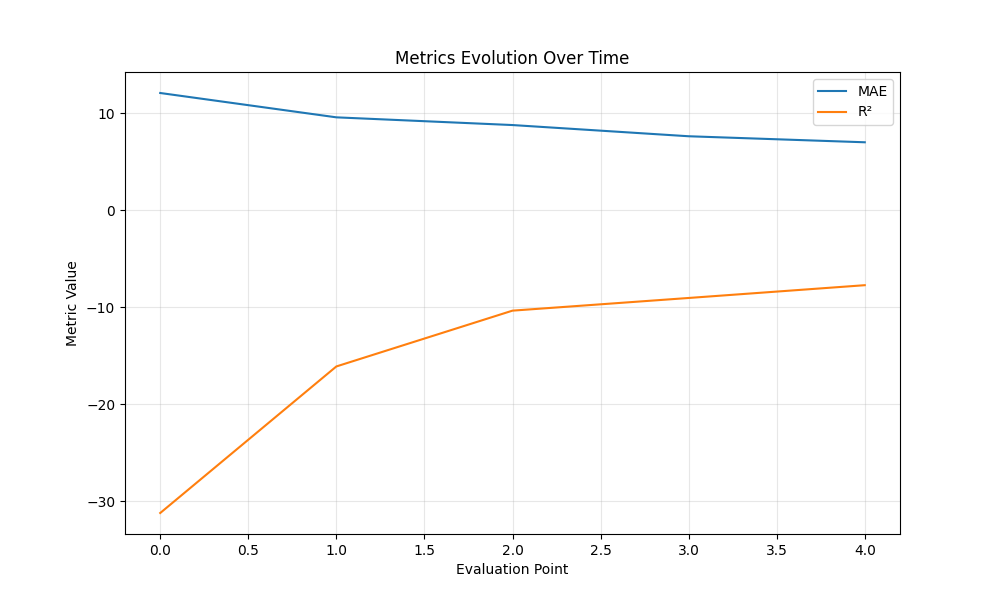 Metrics Evolution Over Time
MAE
R²
Metric Value
10
0
−10
−20
−30
0.0 0.5 1.0 1.5 2.0 2.5 3.0 3.5 4.0
Evaluation Point